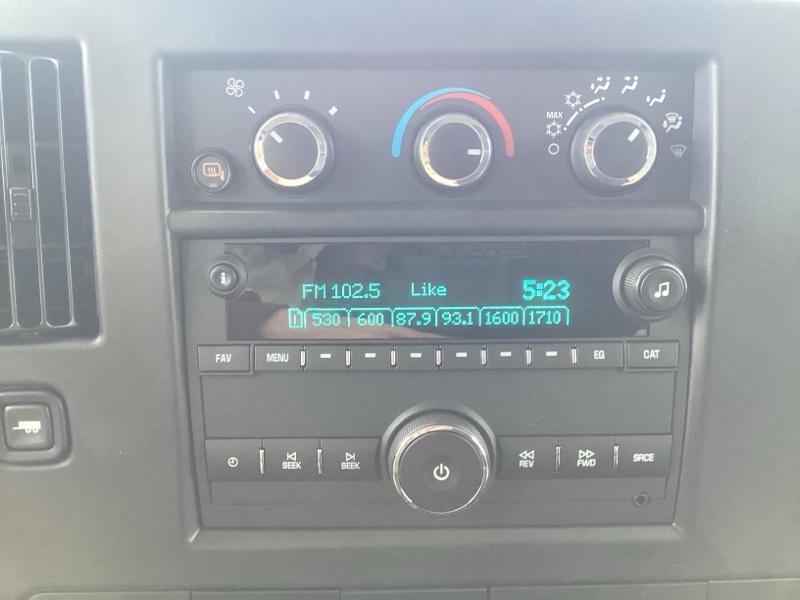 MAX
i
FM 102.5 Like 5:23
1 530 600 87.9 93.1 1600 1710
FAV MENU EQ CAT
SEEK SEEK REV FWD SRCE